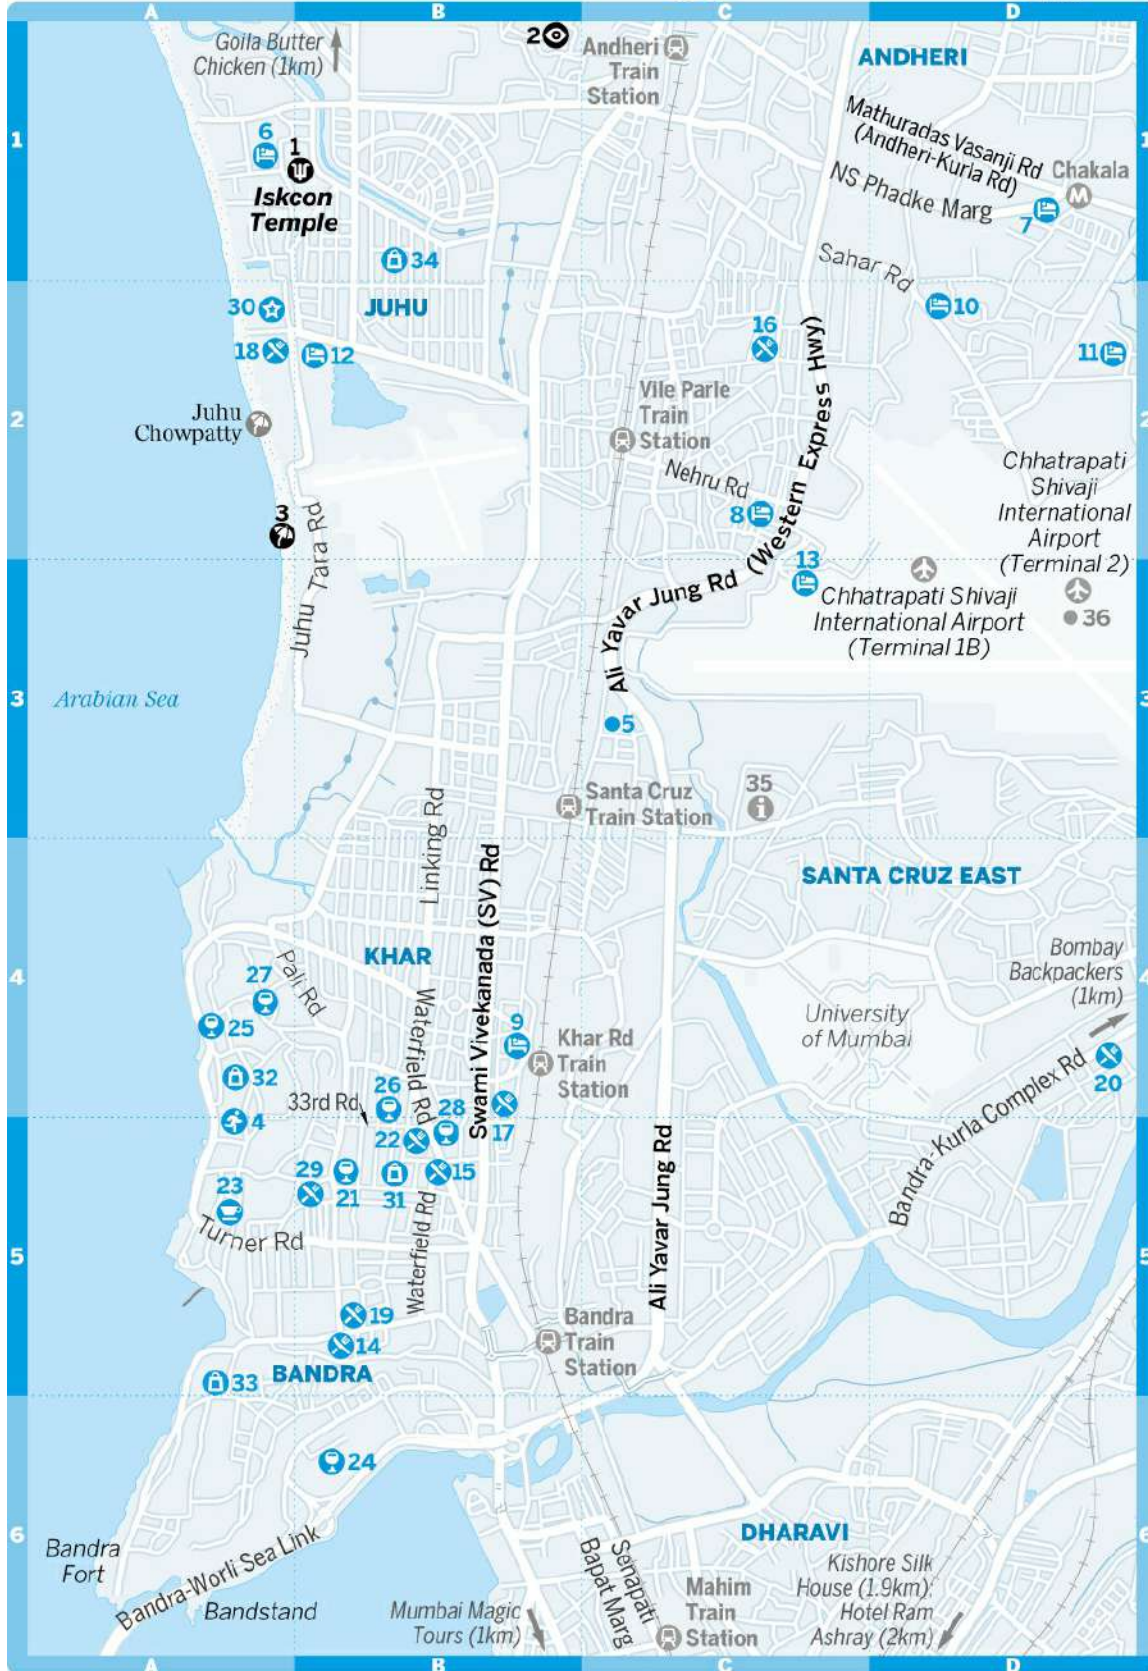 A
B
C
D
Goila Butter
Chicken (1km)
2
Andheri
Train
Station
ANDHERI
1
1
Mathuradas Vasanji Rd
(Andheri-Kurla Rd)
Chakala
M
NS Phadke Marg
7
6
1
Iskcon
Temple
34
Sahar Rd
30
JUHU
16
10
18
12
11
2
2
Juhu
Chowpatty
Vile Parle
Train
Station
Nehru Rd
8
Chhatrapati
Shivaji
International
Airport
(Terminal 2)
3
Juhu Tara Rd
13
Ali Yavar Jung Rd (Western Express Hwy)
Chhatrapati Shivaji
International Airport
(Terminal 1B)
36
3
3
Arabian Sea
5
Santa Cruz
Train Station
35
Linking Rd
Swami Vivekanada (SV) Rd
SANTA CRUZ EAST
KHAR
4
4
Pali Rd
27
25
Waterfield Rd
9
Khar Rd
Train
Station
University
of Mumbai
Bombay
Backpackers
(1km)
20
Bandra-Kurla Complex Rd
32
33rd Rd
26
28
17
4
22
29
21
31
15
23
Turner Rd
Waterfield Rd
Ali Yavar Jung Rd
5
5
19
14
Bandra
Train
Station
BANDRA
33
24
6
6
Bandra
Fort
Bandra-Worli Sea Link
Bandstand
DHARAVI
Senapati
Bapat Marg
Mumbai Magic
Tours (1km)
Mahim
Train
Station
Kishore Silk
House (1.9km);
Hotel Ram
Ashray (2km)
A
B
C
D